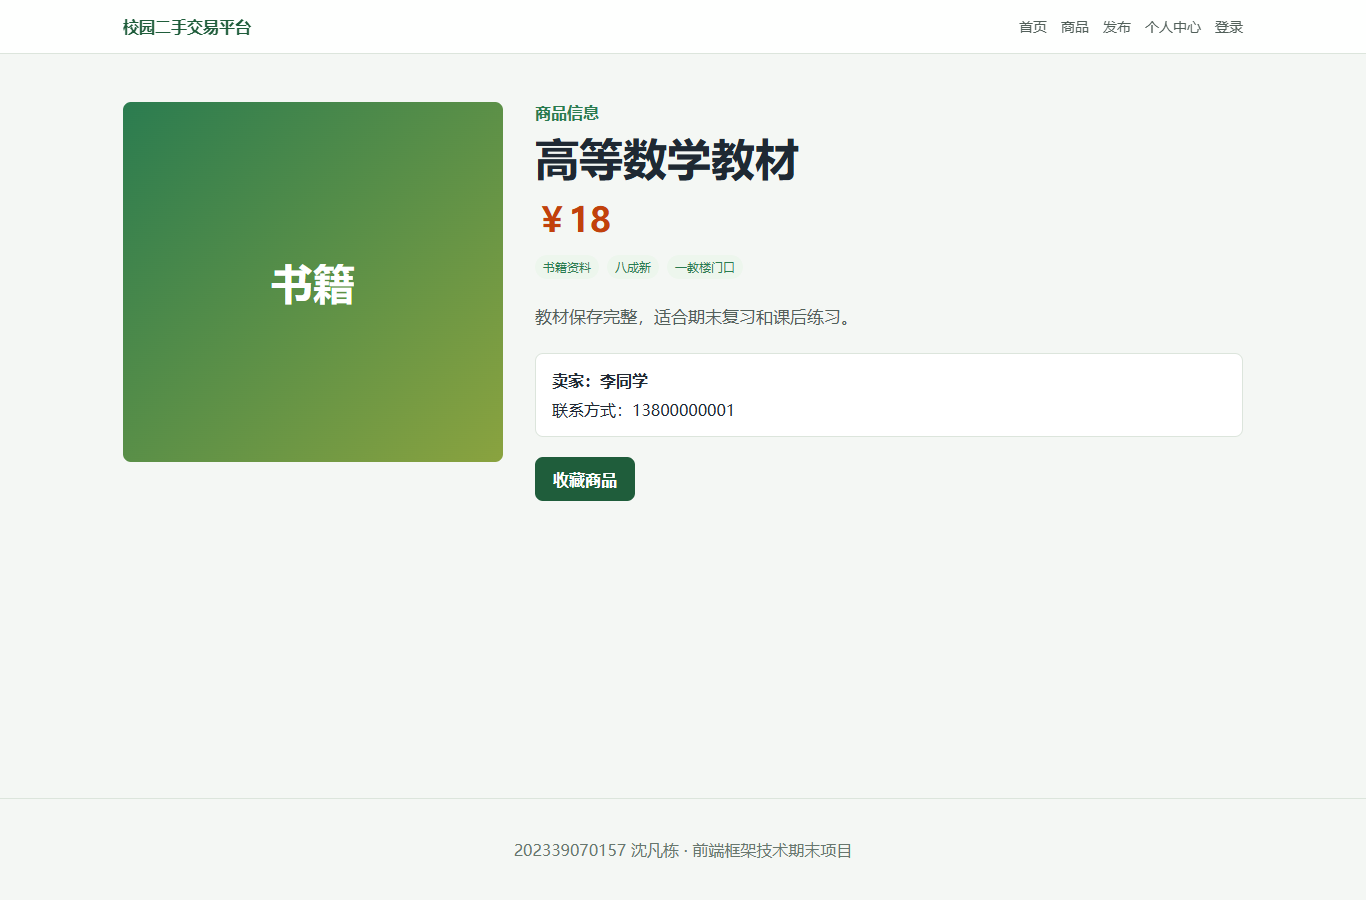 校园二手交易平台
首页 商品 发布 个人中心 登录
书籍
商品信息
高等数学教材
￥18
书籍资料 八成新 一教楼门口
教材保存完整，适合期末复习和课后练习。
卖家：李同学
联系方式：13800000001
收藏商品
202339070157 沈凡栋 · 前端框架技术期末项目